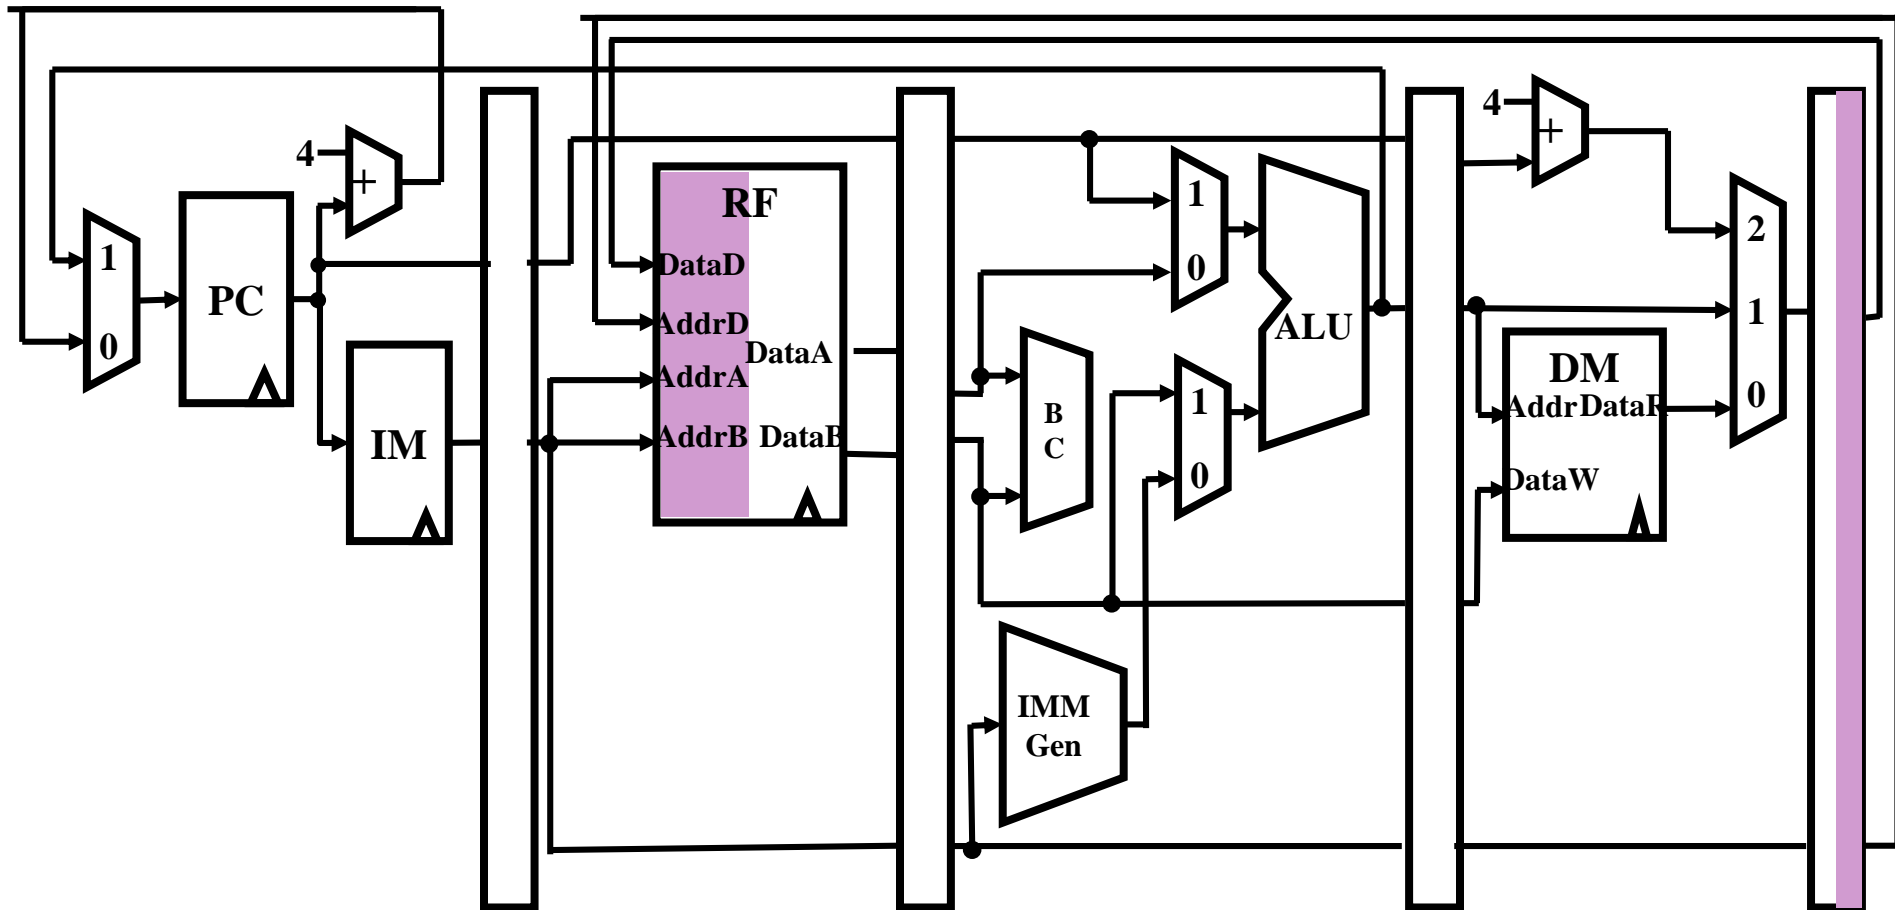 4
+
1
0
PC
IM
RF
DataD
AddrD
DataA
AddrA
AddrB
DataB
1
0
B
C
1
0
ALU
IMM
Gen
4
+
DM
Addr
DataR
DataW
2
1
0